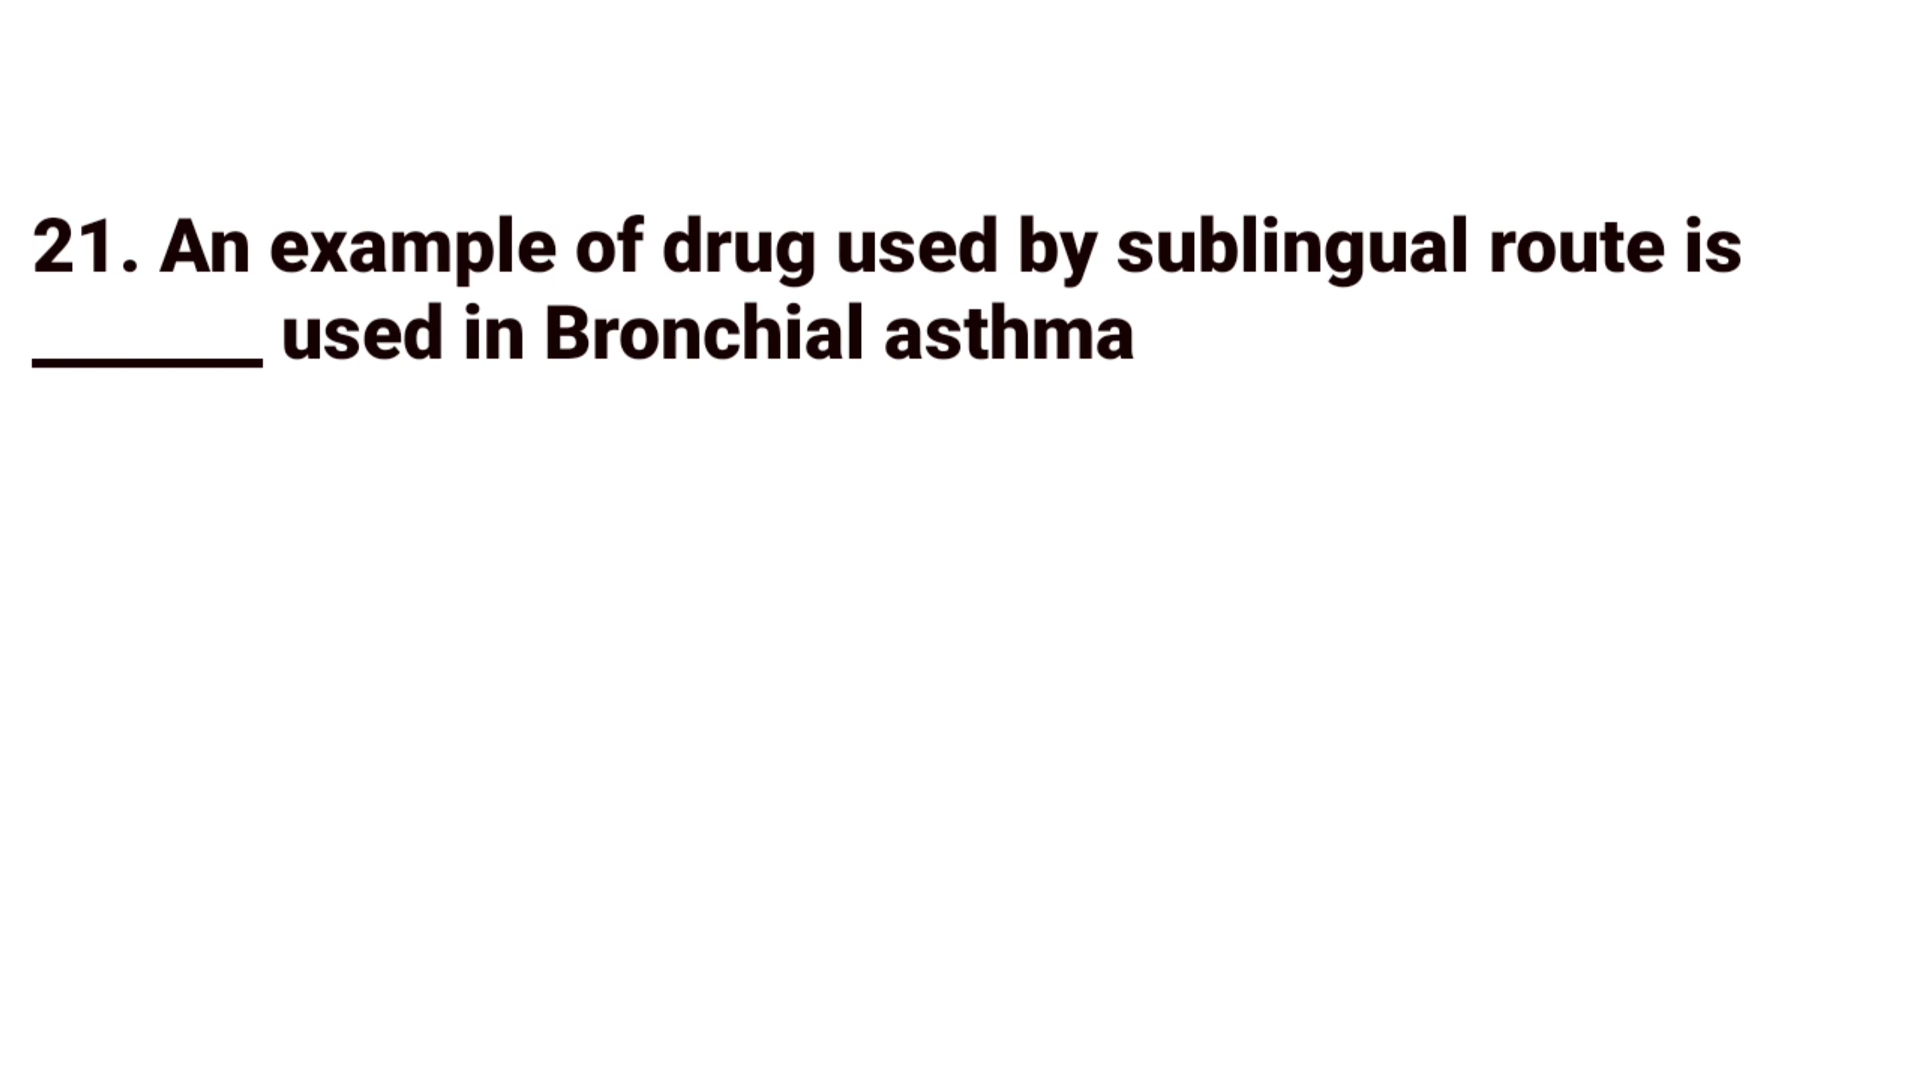 21. An example of drug used by sublingual route is
_______ used in Bronchial asthma